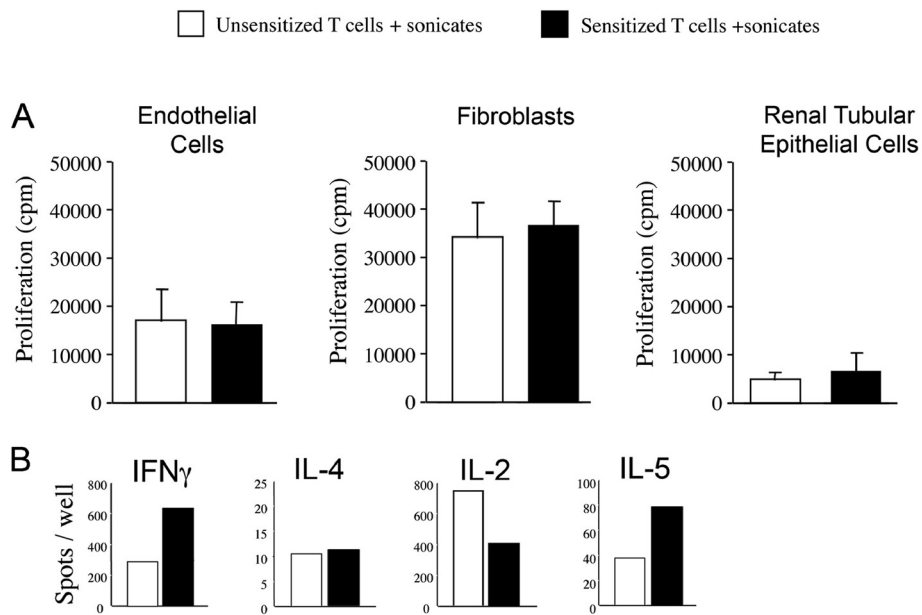 Unsensitized T cells + sonicates
Sensitized T cells +sonicates
A
Endothelial
Cells
Fibroblasts
Renal Tubular
Epithelial Cells
Proliferation (cpm)
50000
40000
30000
20000
10000
0
Proliferation (cpm)
50000
40000
30000
20000
10000
0
Proliferation (cpm)
50000
40000
30000
20000
10000
0
B
IFNγ
IL-4
IL-2
IL-5
Spots / well
800
600
400
200
0
25
20
15
10
5
0
800
600
400
200
0
100
80
60
40
20
0